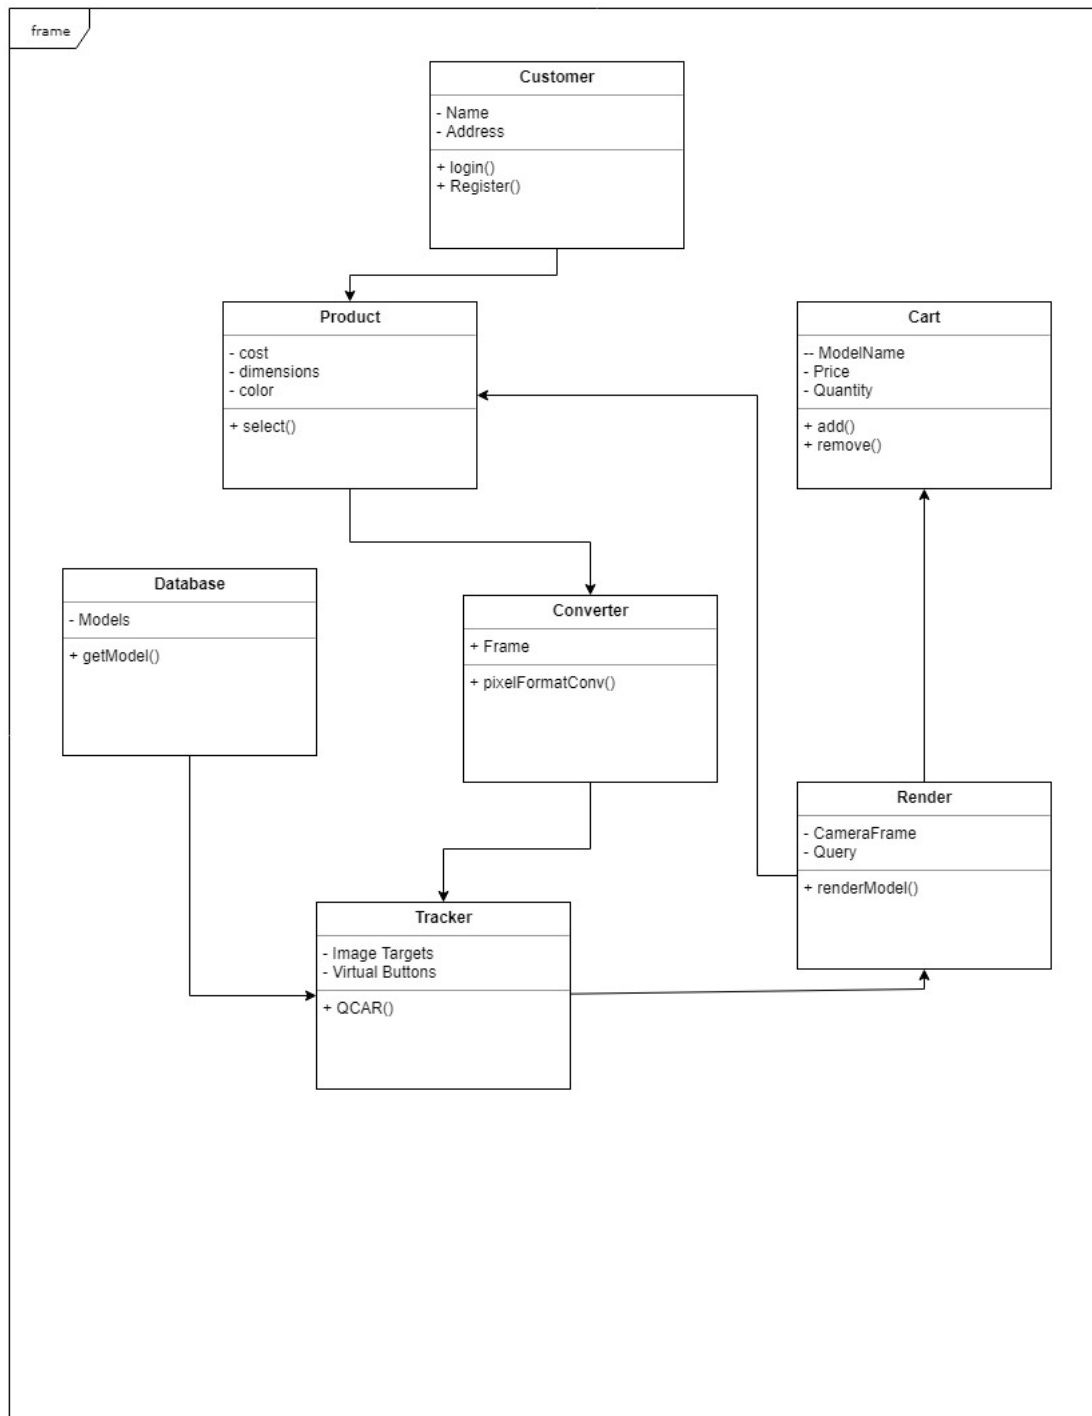 frame
Customer
- Name
- Address
+ login()
+ Register()
Product
- cost
- dimensions
- color
+ select()
Cart
-- ModelName
- Price
- Quantity
+ add()
+ remove()
Database
- Models
+ getModel()
Converter
+ Frame
+ pixelFormatConv()
Render
- CameraFrame
- Query
+ renderModel()
Tracker
- Image Targets
- Virtual Buttons
+ QCAR()